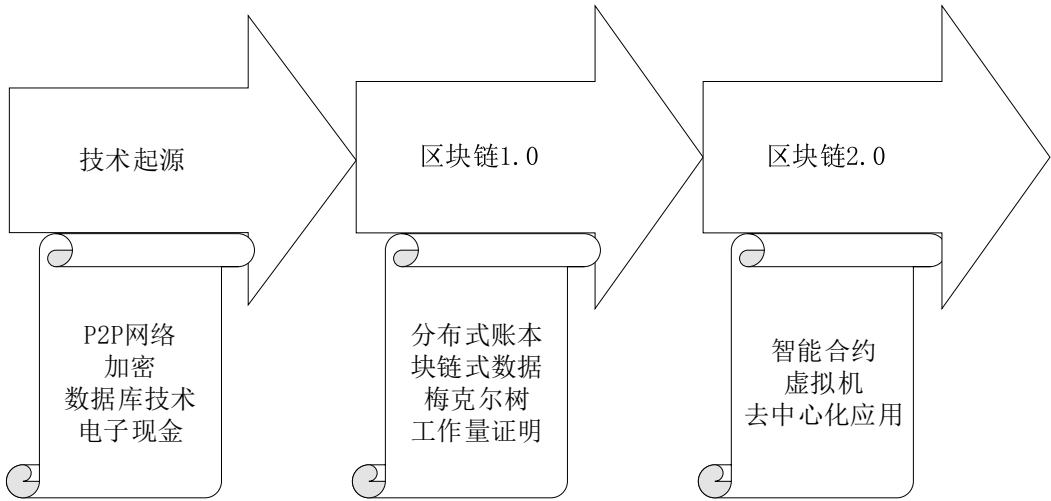 技术起源
区块链1.0
区块链2.0
P2P网络
加密
数据库技术
电子现金
分布式账本
块链式数据
梅克尔树
工作量证明
智能合约
虚拟机
去中心化应用